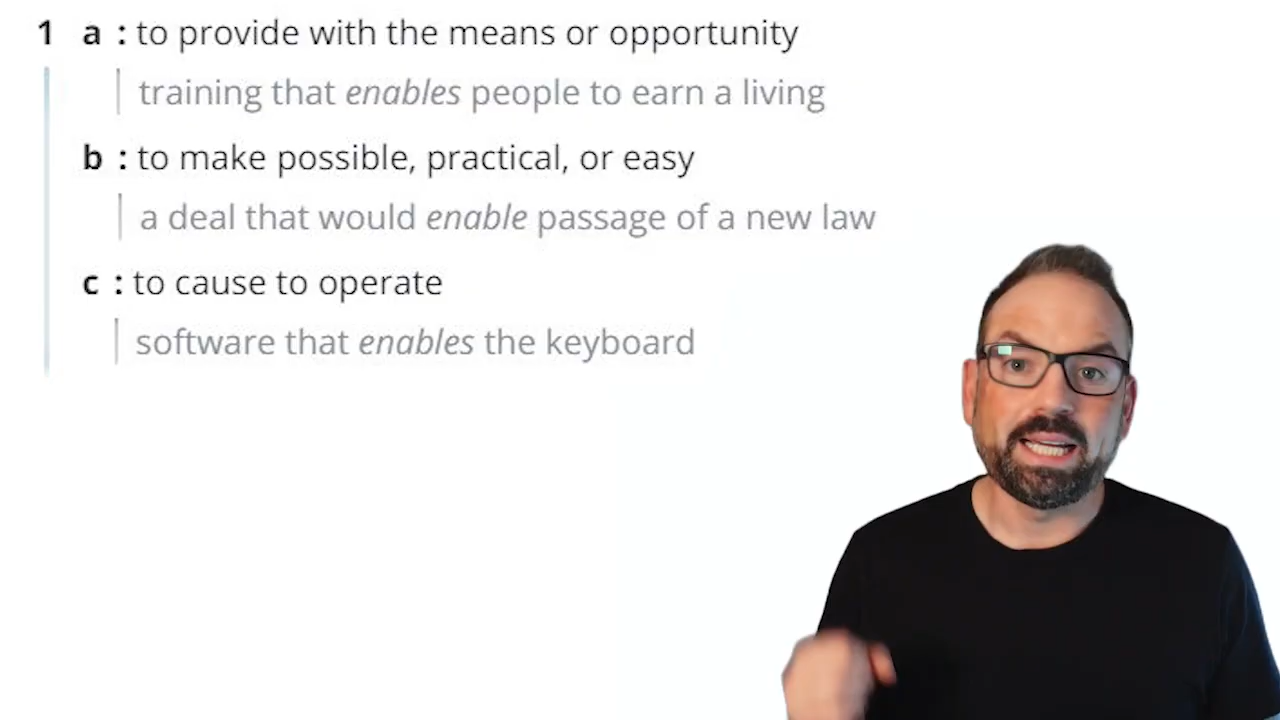 1 a : to provide with the means or opportunity
training that enables people to earn a living
b : to make possible, practical, or easy
a deal that would enable passage of a new law
c : to cause to operate
software that enables the keyboard